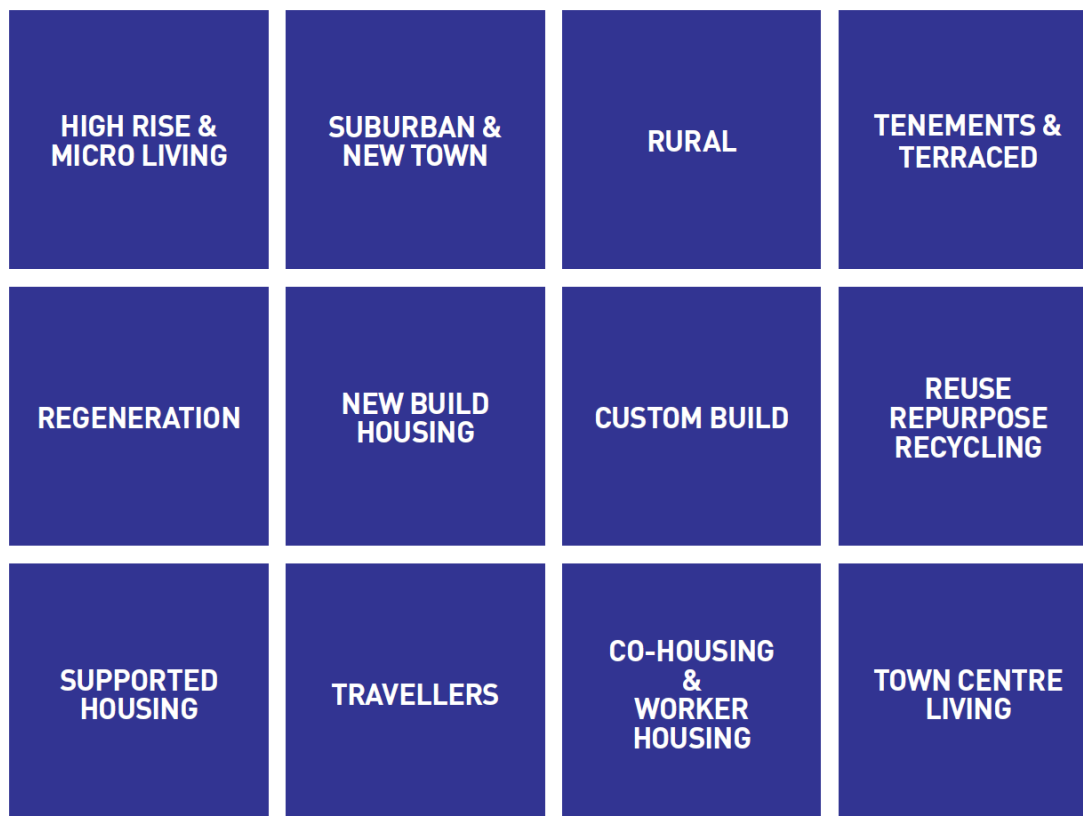 HIGH RISE &
MICRO LIVING
SUBURBAN &
NEW TOWN
RURAL
TENEMENTS &
TERRACED
REGENERATION
NEW BUILD
HOUSING
CUSTOM BUILD
REUSE
REPURPOSE
RECYCLING
SUPPORTED
HOUSING
TRAVELLERS
CO-HOUSING
&
WORKER
HOUSING
TOWN CENTRE
LIVING